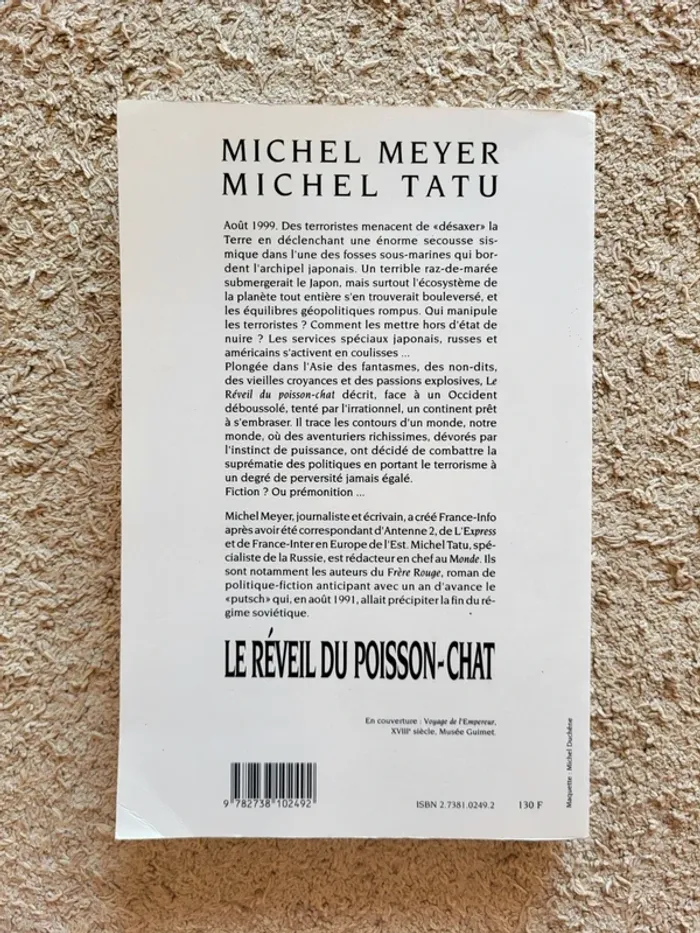 MICHEL MEYER
MICHEL TATU
Août 1999. Des terroristes menacent de «désaxer» la
Terre en déclenchant une énorme secousse sis-
mique dans l'une des fosses sous-marines qui bor-
dent l'archipel japonais. Un terrible raz-de-marée
submergerait le Japon, mais surtout l'écosystème de
la planète tout entière s'en trouverait bouleversé, et
les équilibres géopolitiques rompus. Qui manipule
les terroristes ? Comment les mettre hors d'état de
nuire ? Les services spéciaux japonais, russes et
américains s'activent en coulisses ...
Plongée dans l'Asie des fantasmes, des non-dits,
des vieilles croyances et des passions explosives, Le
Réveil du poisson-chat décrit, face à un Occident
déboussolé, tenté par l'irrationnel, un continent prêt
à s'embraser. Il trace les contours d'un monde, notre
monde, où des aventuriers richissimes, dévorés par
l'instinct de puissance, ont décidé de combattre la
suprématie des politiques en portant le terrorisme à
un degré de perversité jamais égalé.
Fiction ? Ou prémonition ...
Michel Meyer, journaliste et écrivain, a créé France-Info
après avoir été correspondant d'Antenne 2, de L'Express
et de France-Inter en Europe de l'Est. Michel Tatu, spé-
cialiste de la Russie, est rédacteur en chef au Monde. Ils
sont notamment les auteurs du Frère Rouge, roman de
politique-fiction anticipant avec un an d'avance le
«putsch» qui, en août 1991, allait précipiter la fin du ré-
gime soviétique.
LE RÉVEIL DU POISSON-CHAT
En couverture : Voyage de l'Empereur,
XVIIIe siècle, Musée Guimet.
Maquette : Michel Duchêne
9 782738 102492
ISBN 2.7381.0249.2
130 F